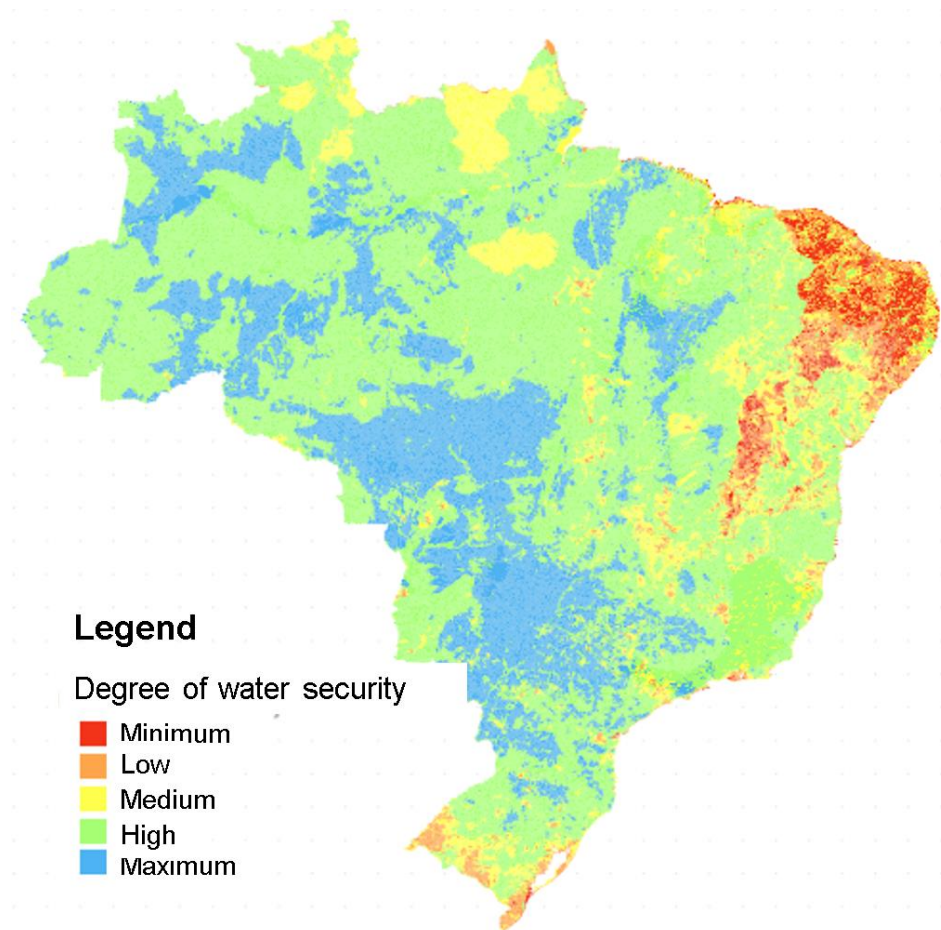 Legend
Degree of water security
Minimum
Low
Medium
High
Maximum